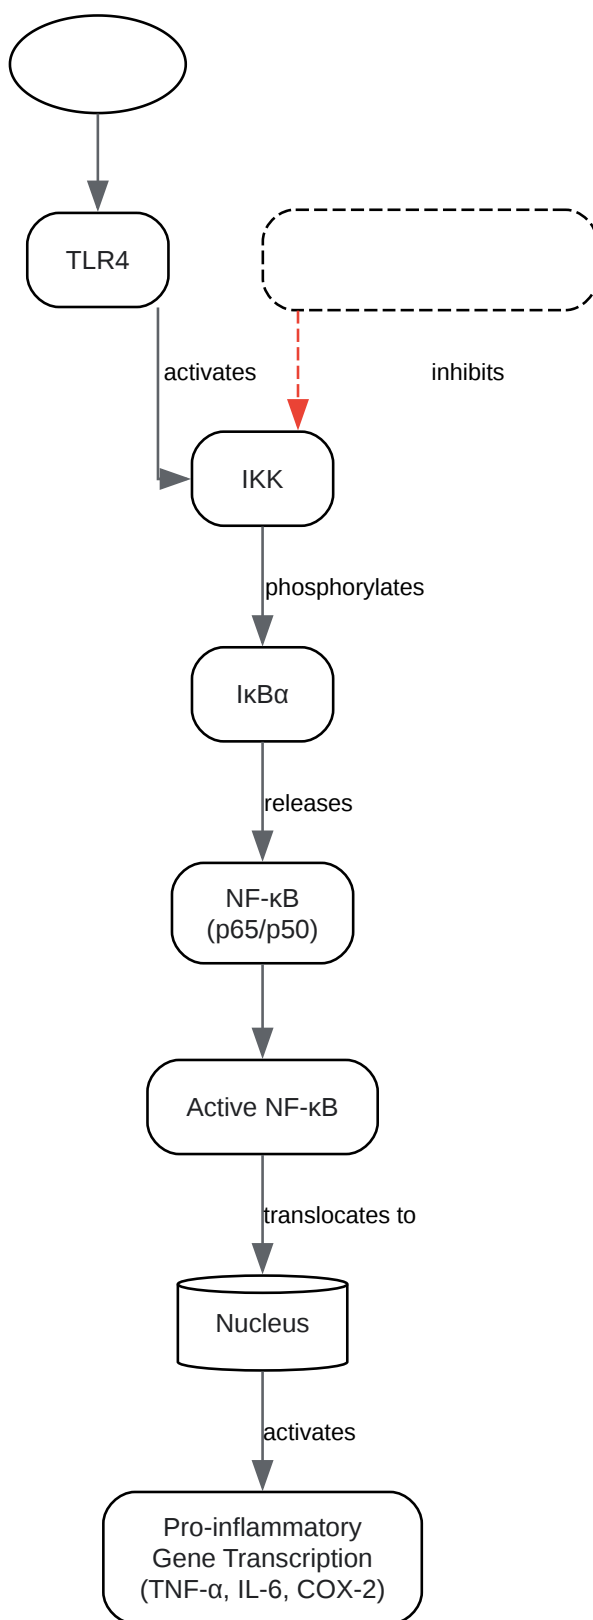 TLR4
activates
inhibits
IKK
phosphorylates
IκBα
releases
NF-κB
(p65/p50)
Active NF-κB
translocates to
Nucleus
activates
Pro-inflammatory
Gene Transcription
(TNF-α, IL-6, COX-2)